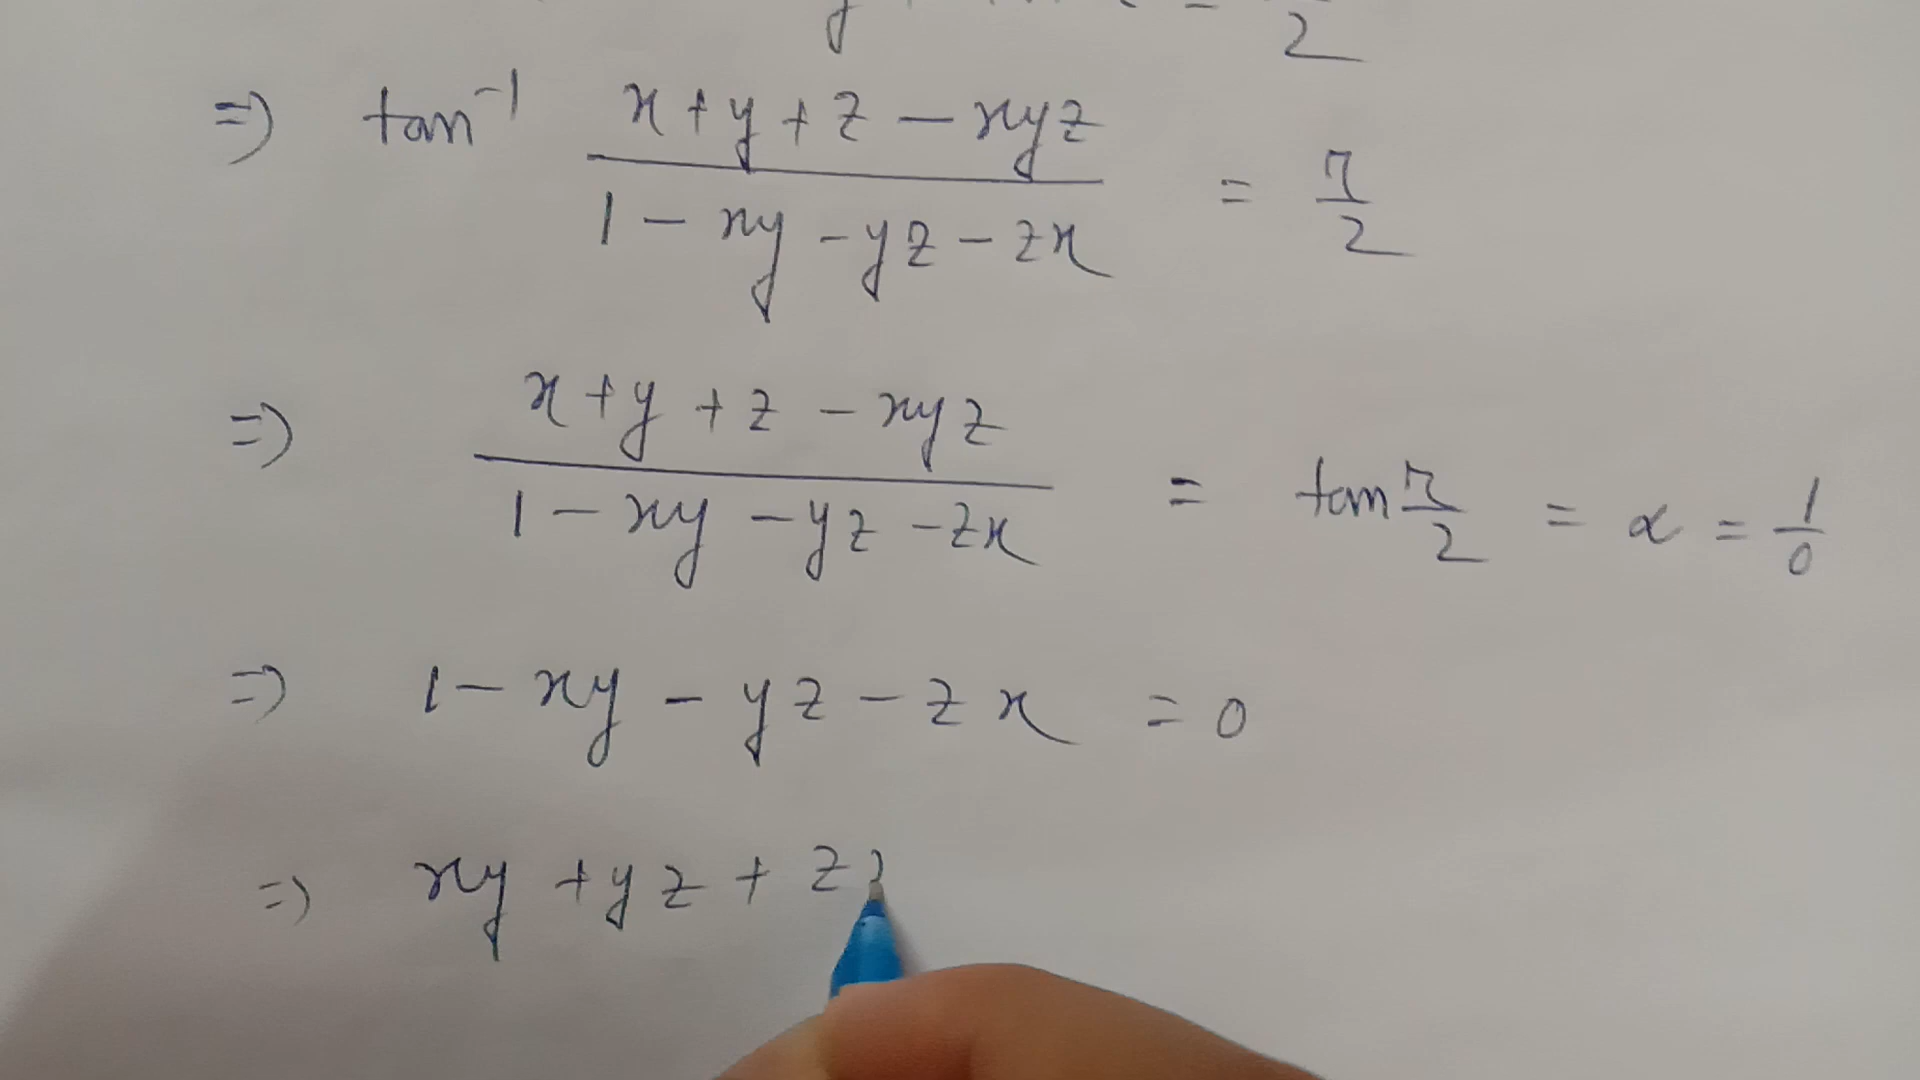 y 2
=) tan^-1 (x + y + z - xyz)/(1 - xy - yz - zx) = π/2
=) (x + y + z - xyz)/(1 - xy - yz - zx) = tan π/2 = α = 1/0
=) 1 - xy - yz - zx = 0
=) xy + yz + z